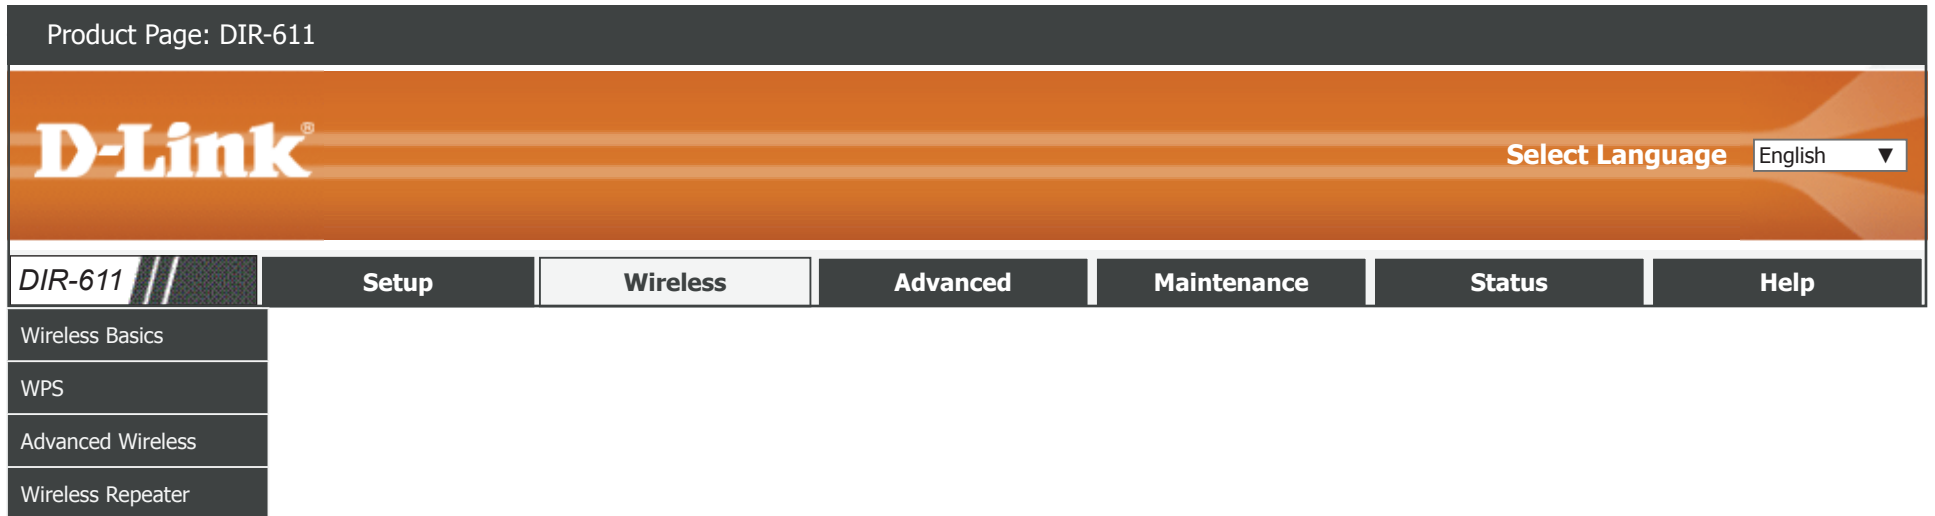 Product Page: DIR-611
D-Link®
Select Language English ▼
DIR-611 Setup Wireless Advanced Maintenance Status Help
Wireless Basics
WPS
Advanced Wireless
Wireless Repeater